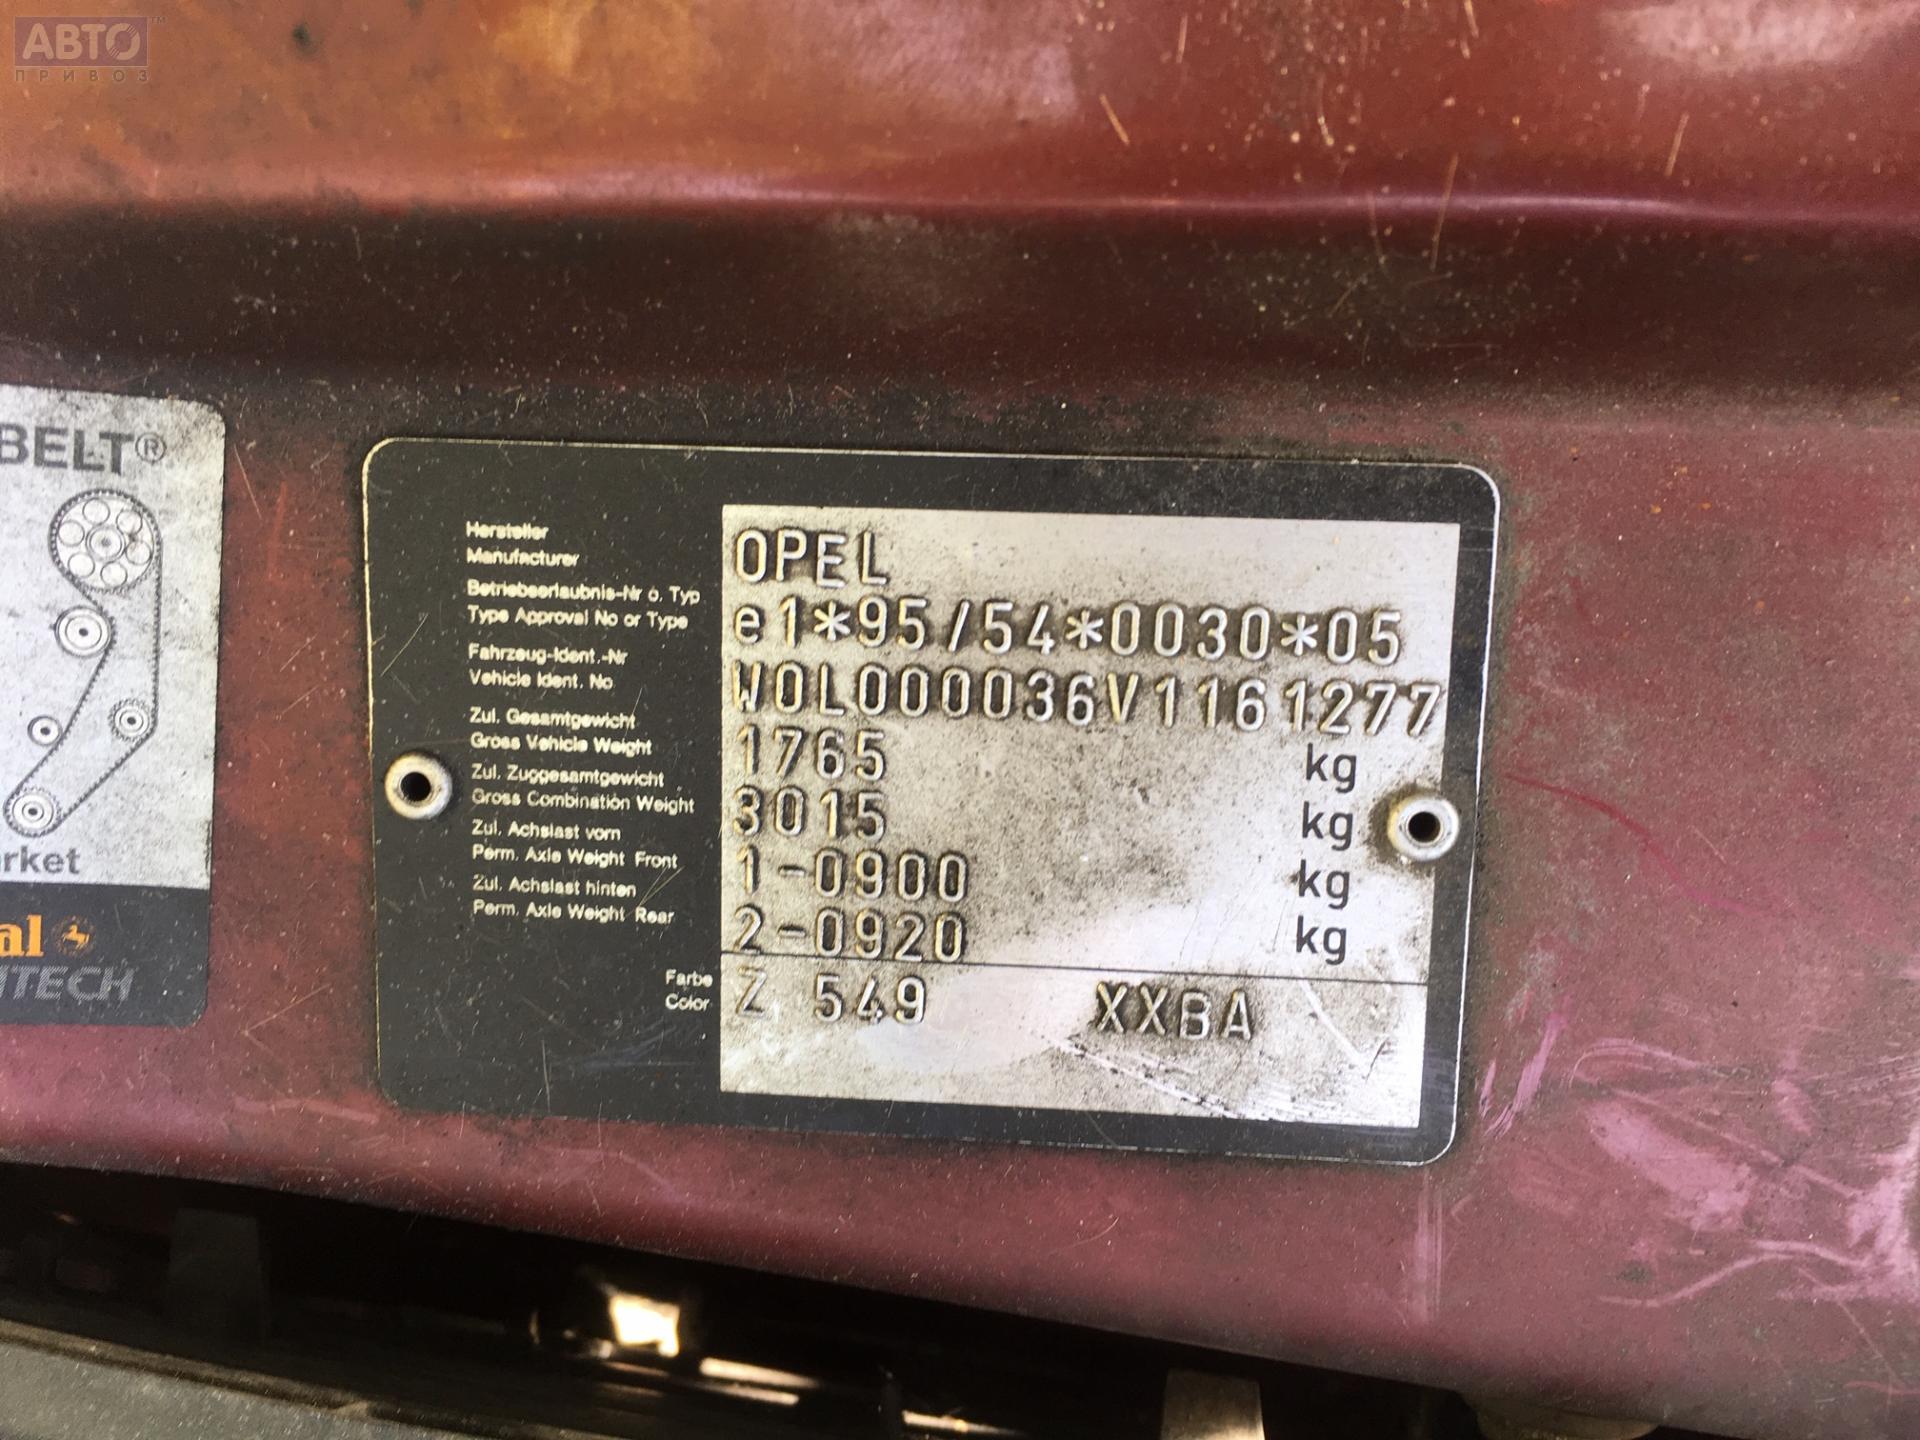 АВТО™
ПРИВОЗ
BELT®
rket
al
ITECH
Hersteller
Manufacturer
OPEL
Betriebserlaubnis-Nr o. Typ
Type Approval No or Type
e1*95/54*0030*05
Fahrzeug-Ident.-Nr
Vehicle Ident. No
W0L000036V1161277
Zul. Gesamtgewicht
Gross Vehicle Weight
1765 kg
Zul. Zuggesamtgewicht
Gross Combination Weight
3015 kg
Zul. Achslast vorn
Perm. Axle Weight Front
1-0900 kg
Zul. Achslast hinten
Perm. Axle Weight Rear
2-0920 kg
Farbe
Color
Z 549 XXBA